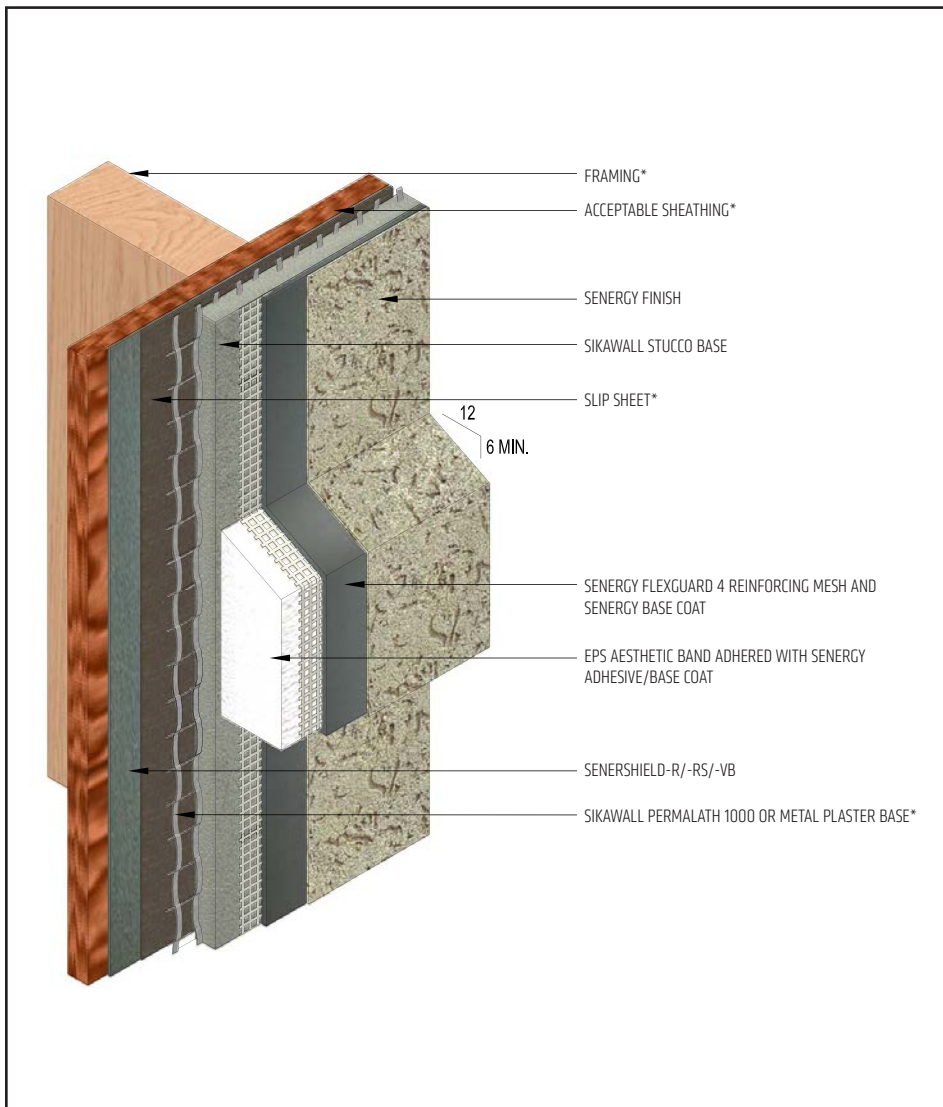 FRAMING*
ACCEPTABLE SHEATHING*
SENERGY FINISH
SIKAWALL STUCCO BASE
SLIP SHEET*
12
6 MIN.
SENERGY FLEXGUARD 4 REINFORCING MESH AND
SENERGY BASE COAT
EPS AESTHETIC BAND ADHERED WITH SENERGY
ADHESIVE/BASE COAT
SENERSHIELD-R/-RS/-VB
SIKAWALL PERMALATH 1000 OR METAL PLASTER BASE*